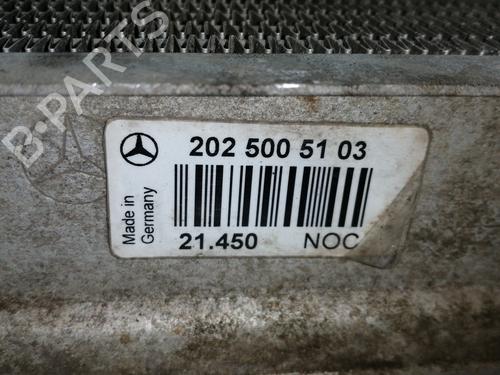 B-PARTS
202 500 51 03
Made in
Germany
21.450 NOC